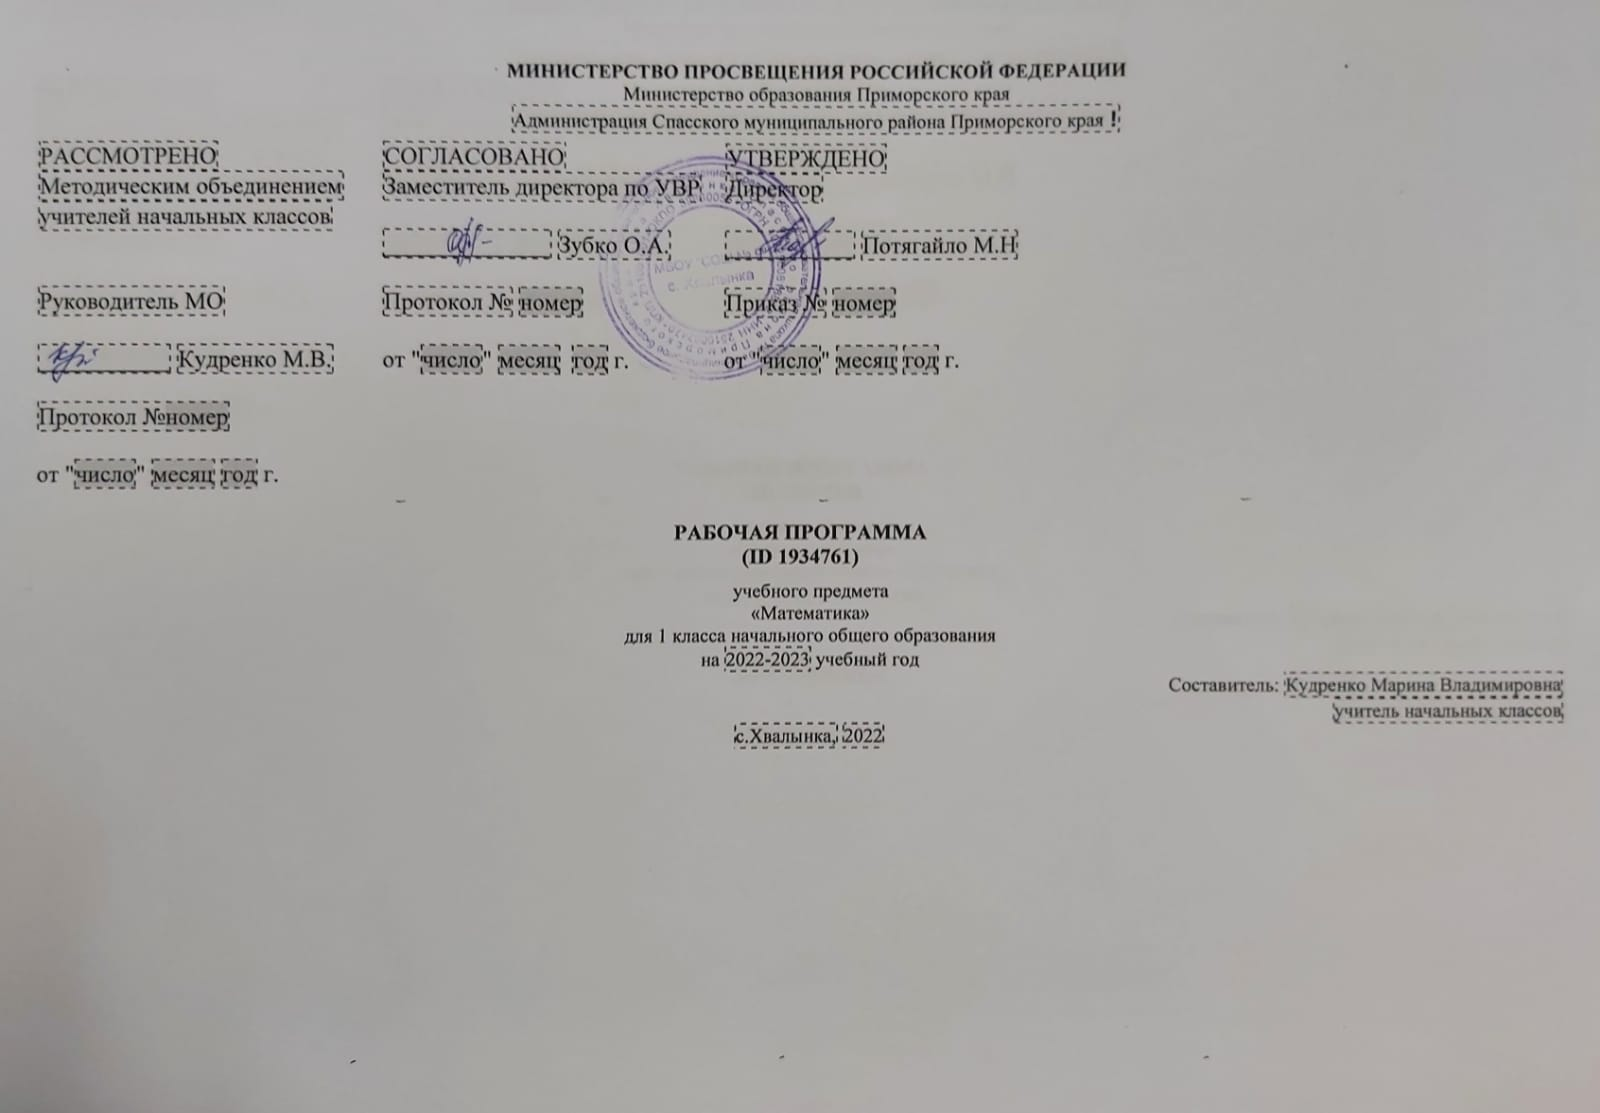 МИНИСТЕРСТВО ПРОСВЕЩЕНИЯ РОССИЙСКОЙ ФЕДЕРАЦИИ
Министерство образования Приморского края
Администрация Спасского муниципального района Приморского края !
РАССМОТРЕНО
Методическим объединением
учителей начальных классов
Руководитель МО
Кудренко М.В.
Протокол №номер
от "число" месяц год г.
СОГЛАСОВАНО
Заместитель директора по УВР
Зубко О.А.
Протокол № номер
от "число" месяц год г.
УТВЕРЖДЕНО
Директор
Потягайло М.Н
Приказ № номер
от "число" месяц год г.
с. Хвалынка
РАБОЧАЯ ПРОГРАММА
(ID 1934761)
учебного предмета
«Математика»
для 1 класса начального общего образования
на 2022-2023 учебный год
Составитель: Кудренко Марина Владимировна
учитель начальных классов
с.Хвалынка, 2022